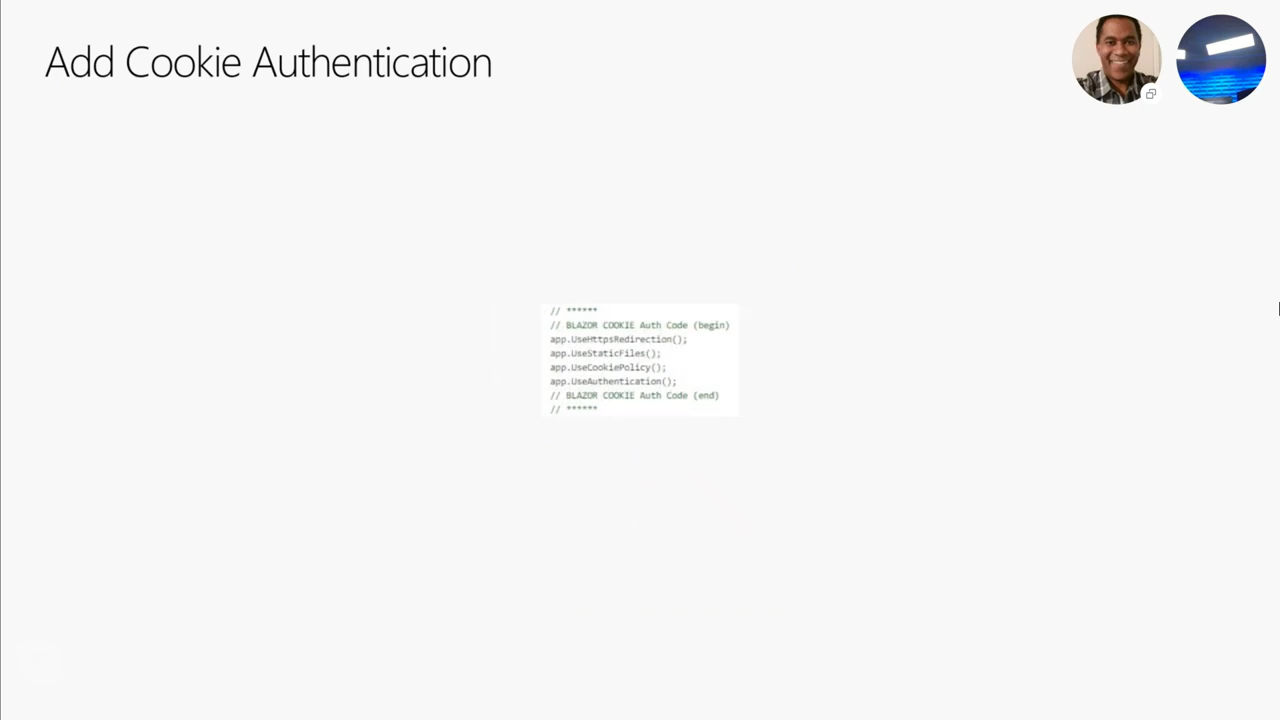 Add Cookie Authentication
// ******
// BLAZOR COOKIE Auth Code (begin)
app.UseHttpsRedirection();
app.UseStaticFiles();
app.UseCookiePolicy();
app.UseAuthentication();
// BLAZOR COOKIE Auth Code (end)
// ******